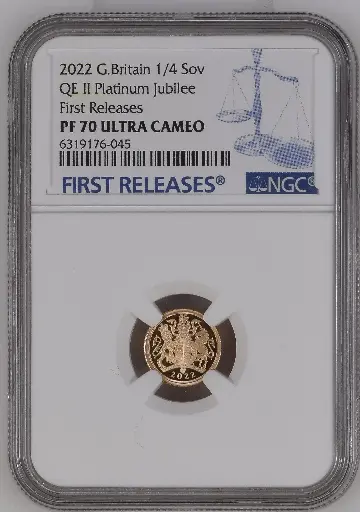 2022 G.Britain 1/4 Sov
QE II Platinum Jubilee
First Releases
PF 70 ULTRA CAMEO
6319176-045
FIRST RELEASES®
NGC®
2022